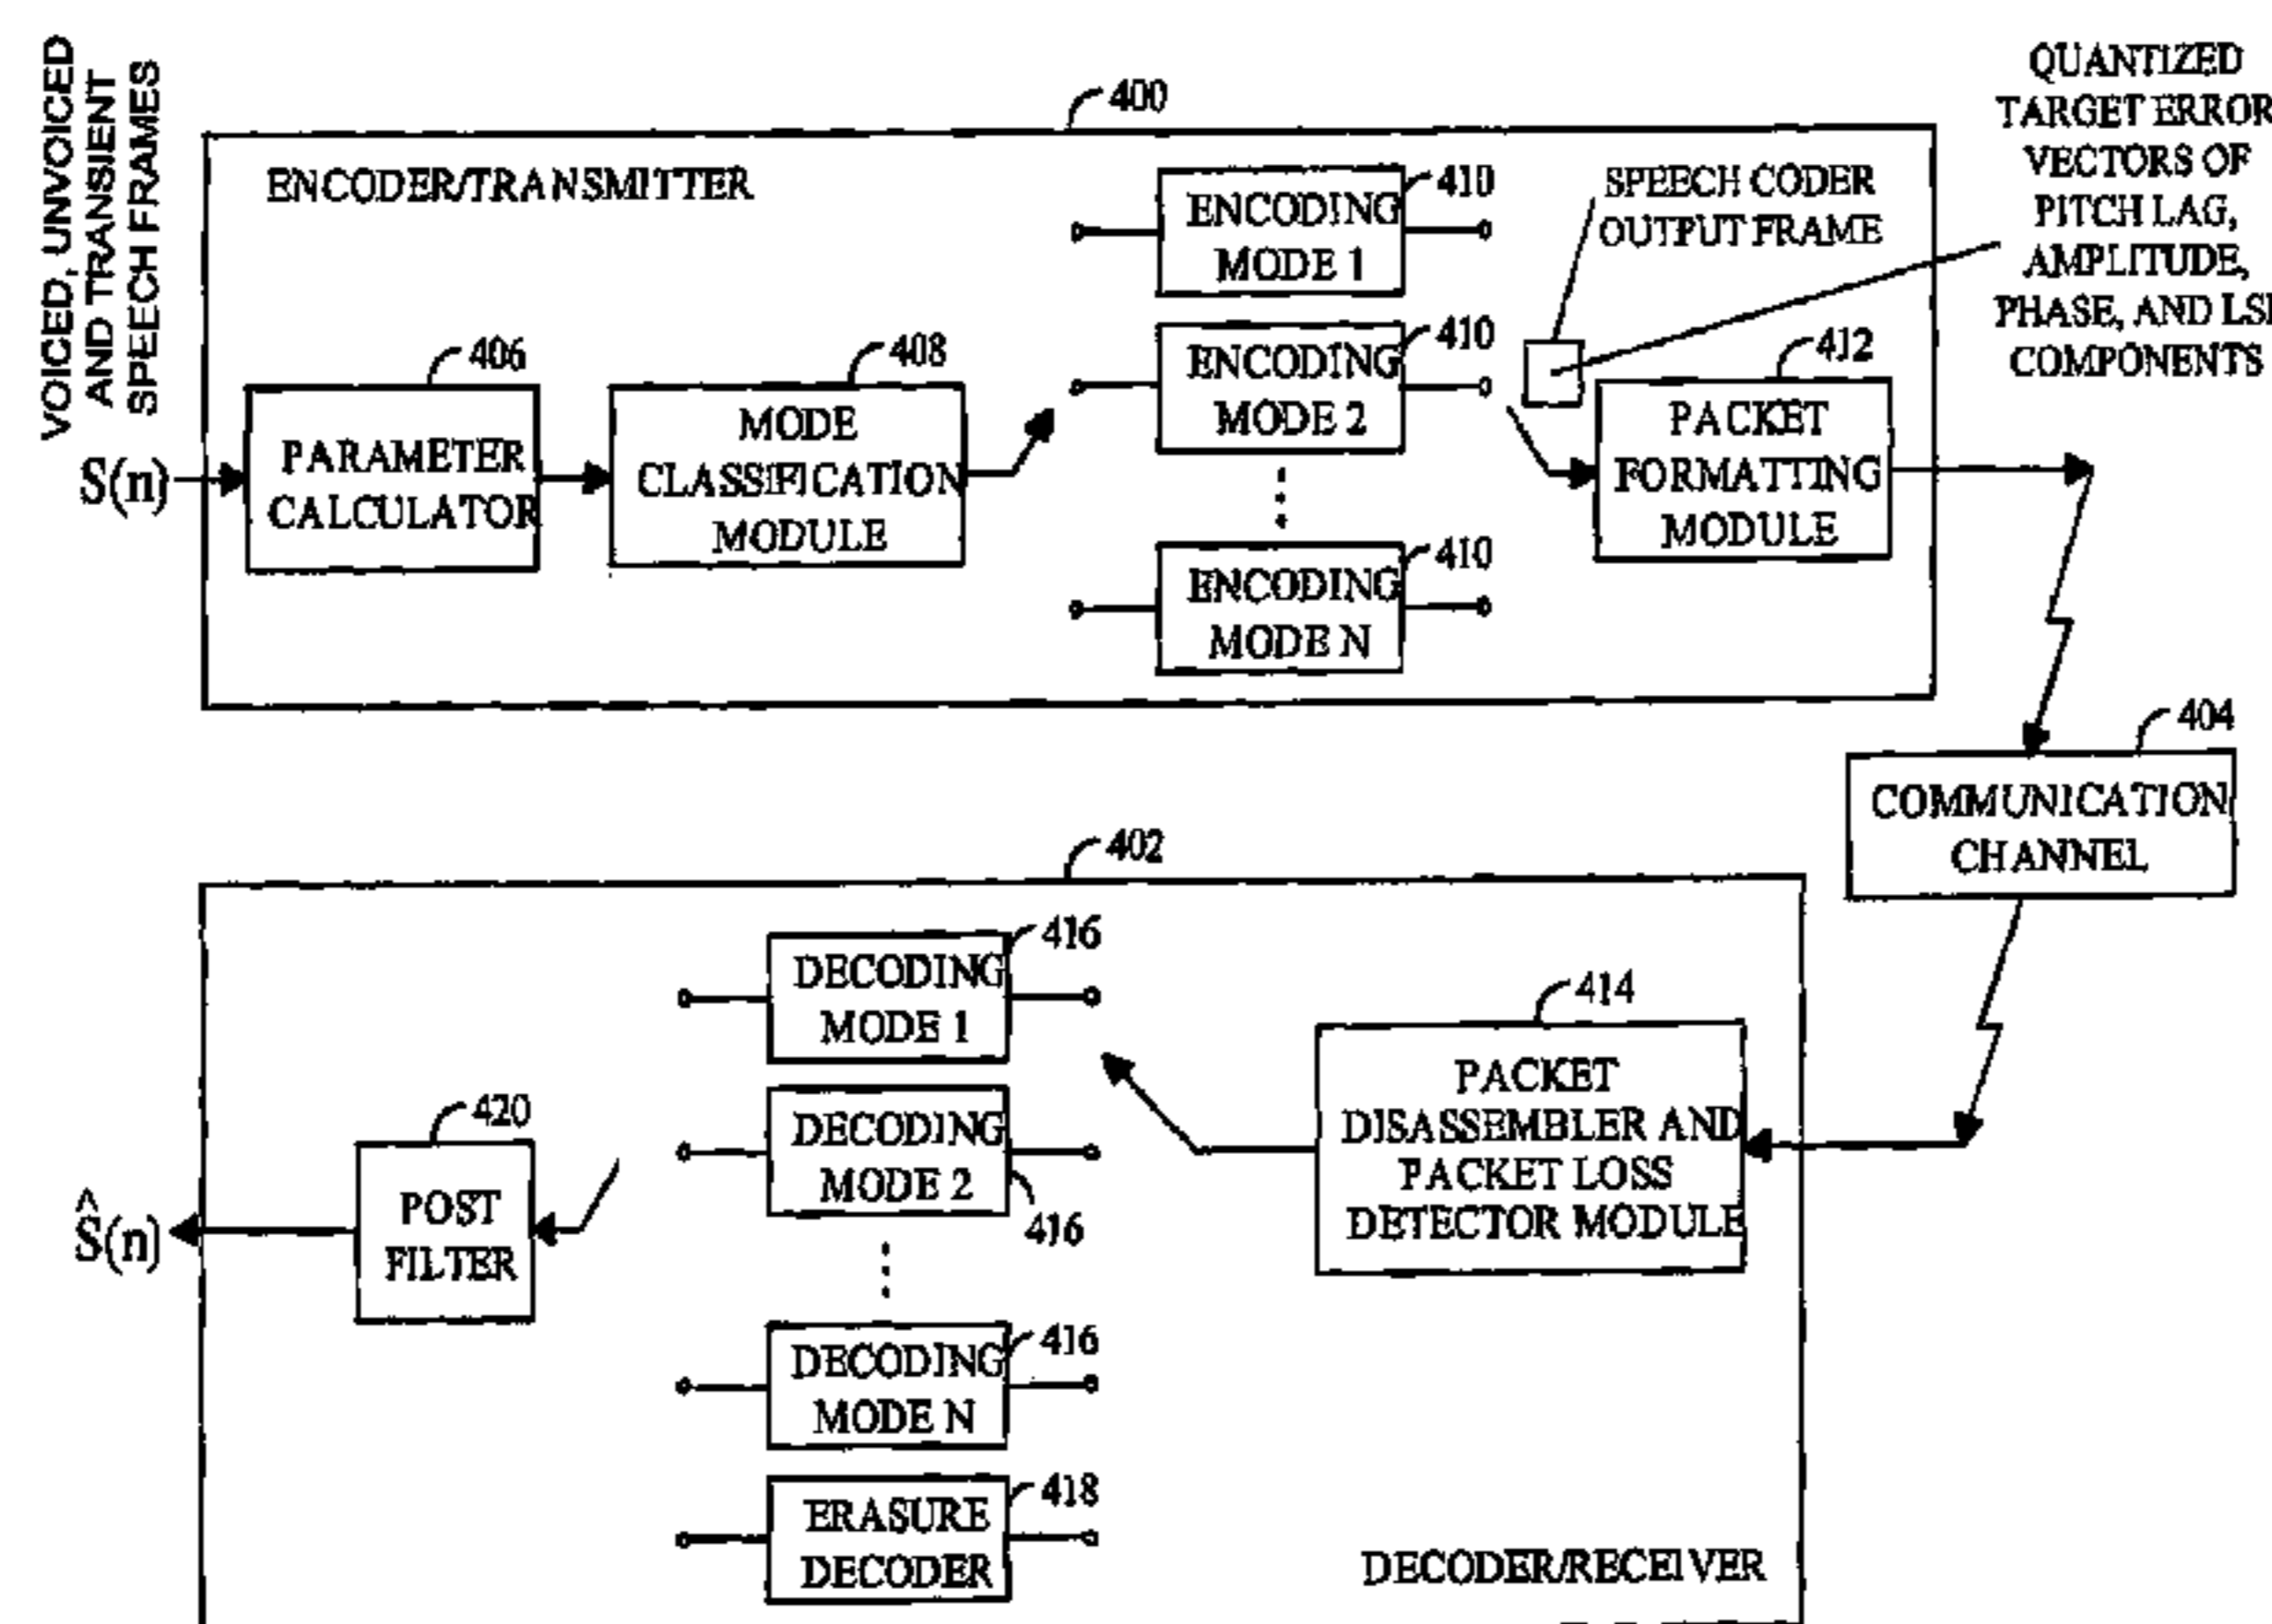 VOICED, UNVOICED
AND TRANSIENT
SPEECH FRAMES
400
QUANTIZED
TARGET ERROR
VECTORS OF
PITCH LAG,
AMPLITUDE,
PHASE, AND
COMPONENTS
ENCODER/TRANSMITTER
ENCODING
MODE 1
410
SPEECH CODER
OUTPUT FRAME
406
408
ENCODING
MODE 2
410
412
S(n)
PARAMETER
CALCULATOR
MODE
CLASSIFICATION
MODULE
PACKET
FORMATTING
MODULE
ENCODING
MODE N
410
404
COMMUNICATION
CHANNEL
402
DECODING
MODE 1
416
414
PACKET
DISASSEMBLER AND
PACKET LOSS
DETECTOR MODULE
420
DECODING
MODE 2
416
Ŝ(n)
POST
FILTER
DECODING
MODE N
416
ERASURE
DECODER
418
DECODER/RECEIVER